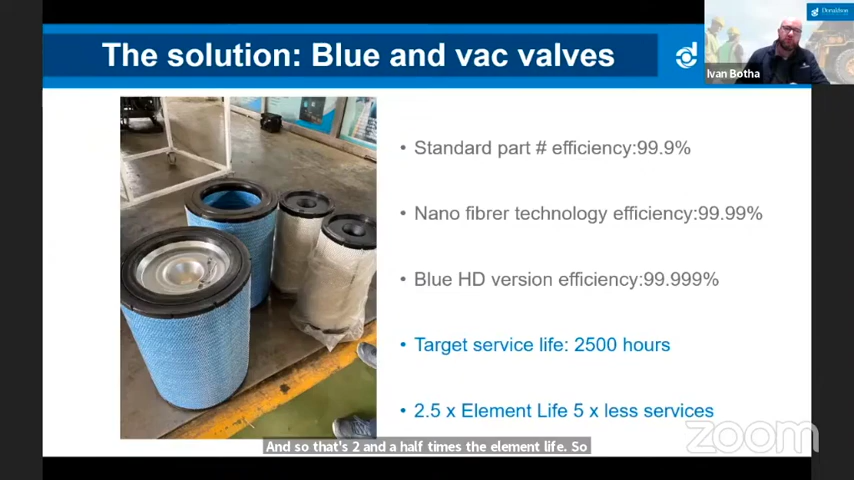 The solution: Blue and vac valves
Donaldson
Ivan Botha
• Standard part # efficiency:99.9%
• Nano fibrer technology efficiency:99.99%
• Blue HD version efficiency:99.999%
• Target service life: 2500 hours
• 2.5 x Element Life 5 x less services
zoom
And so that's 2 and a half times the element life. So